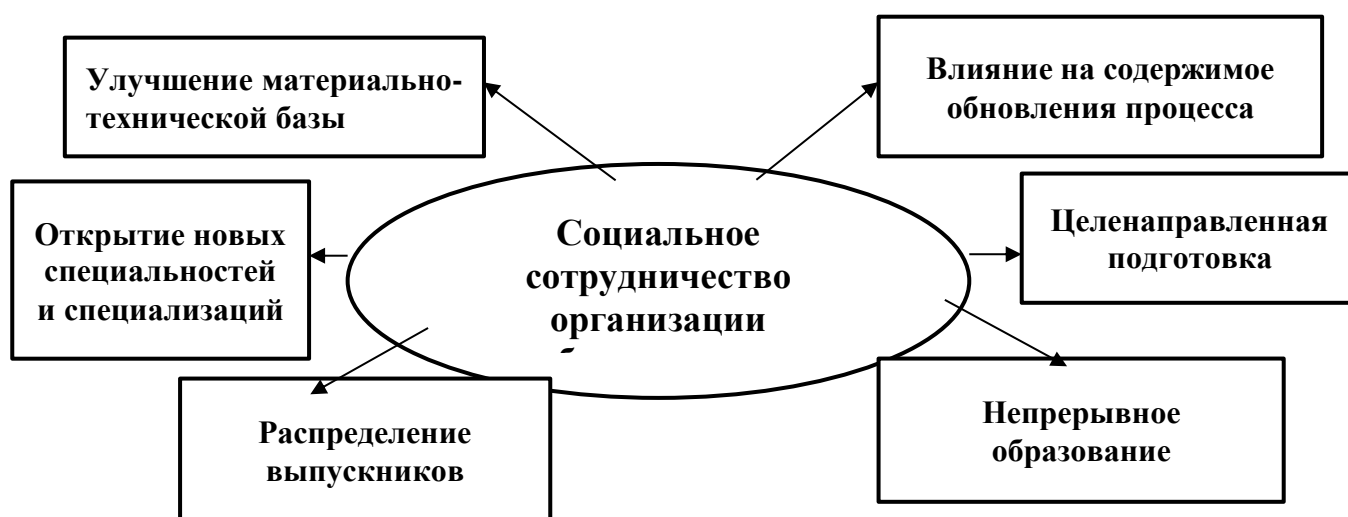 Улучшение материально-
технической базы
Влияние на содержимое
обновления процесса
Открытие новых
специальностей
и специализаций
Социальное
сотрудничество
организации
Целенаправленная
подготовка
Распределение
выпускников
Непрерывное
образование